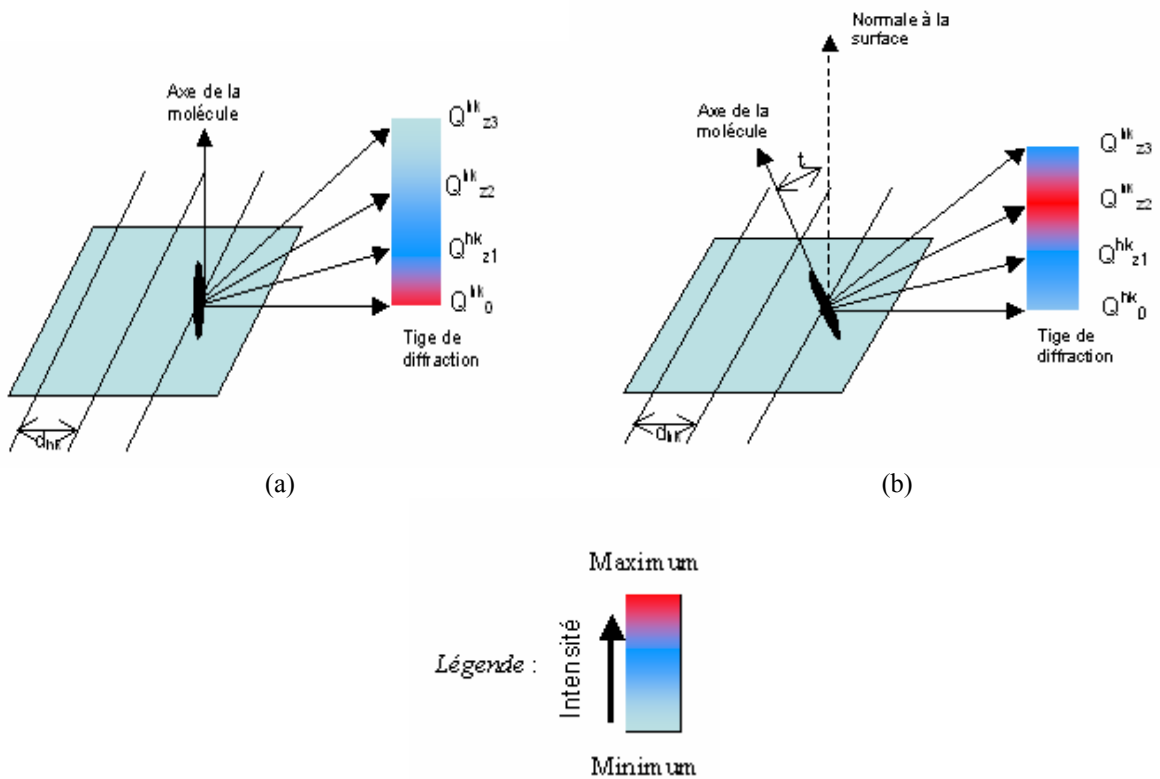 Axe de la
molécule
Q^hk_z3
Q^hk_z2
Q^hk_z1
Q^hk_0
Tige de
diffraction
d_hk
(a)
Normale à la
surface
Axe de la
molécule
t
Q^hk_z3
Q^hk_z2
Q^hk_z1
Q^hk_0
Tige de
diffraction
d_hk
(b)
Maximum
Légende :
Intensité
Minimum